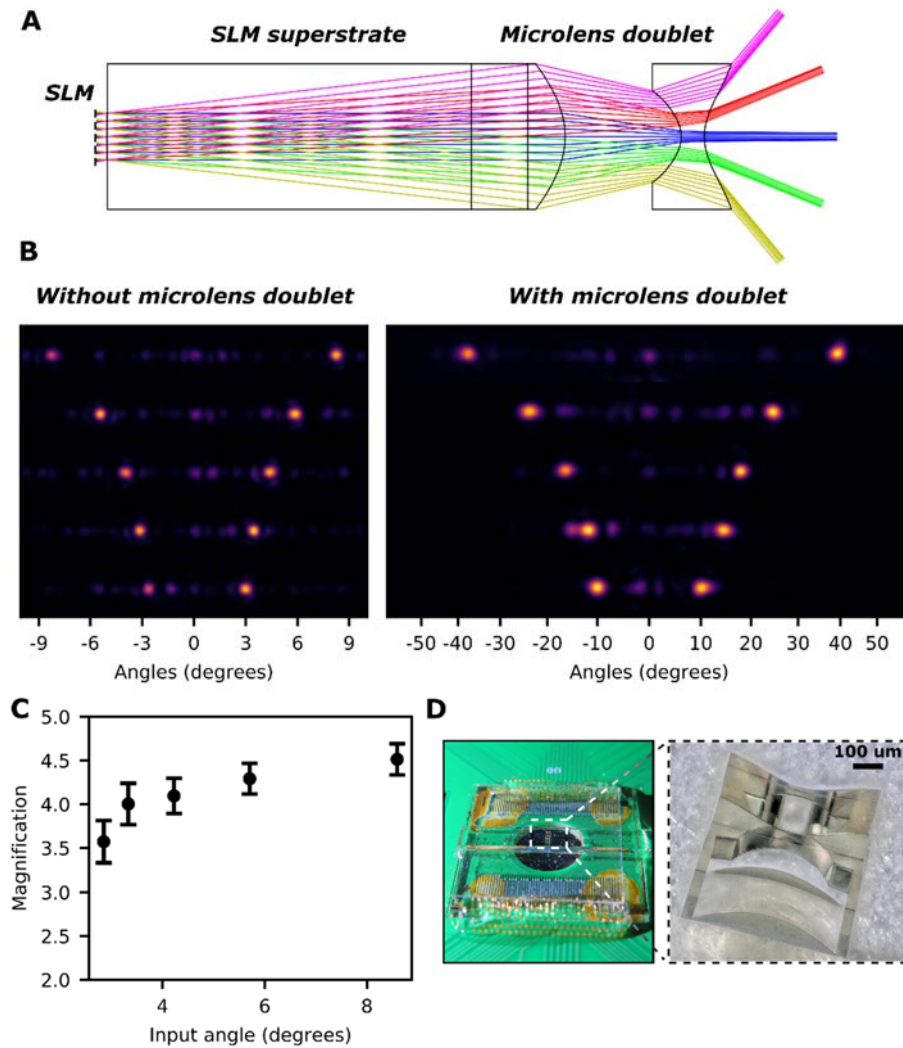 A
SLM superstrate
Microlens doublet
SLM
B
Without microlens doublet
With microlens doublet
-9 -6 -3 0 3 6 9
-50 -40 -30 -20 -10 0 10 20 30 40 50
Angles (degrees)
Angles (degrees)
C
D
5.0
4.5
4.0
3.5
3.0
2.5
2.0
Magnification
4 6 8
Input angle (degrees)
100 um